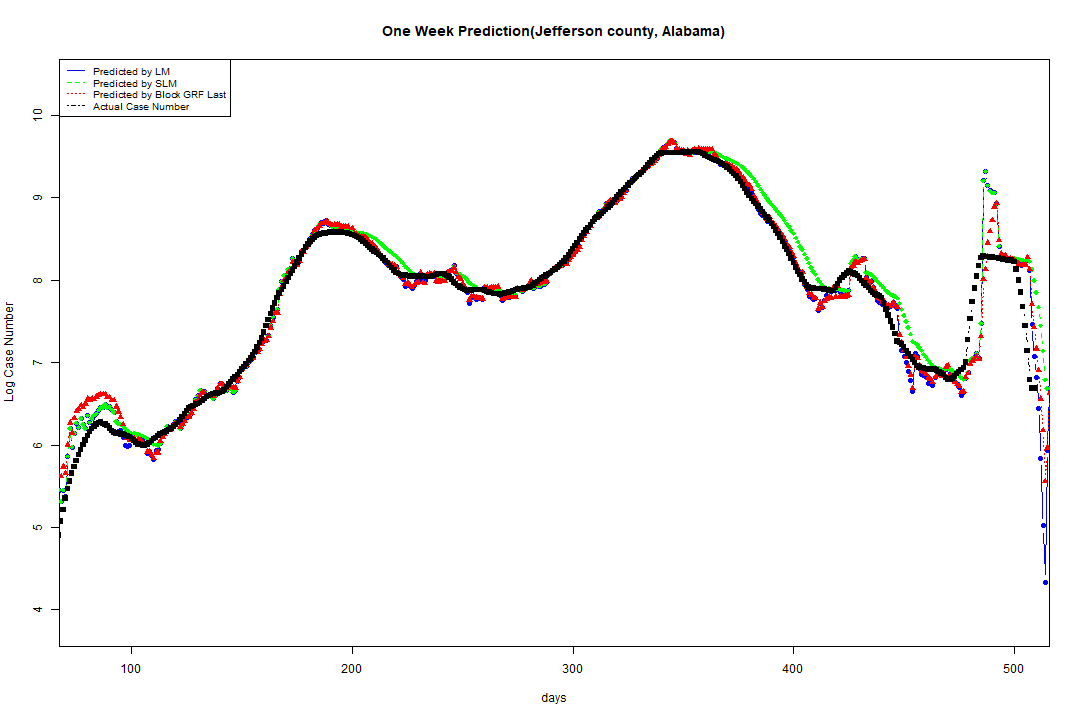 One Week Prediction(Jefferson county, Alabama)
Predicted by LM
Predicted by SLM
Predicted by Block GRF Last
Actual Case Number
Log Case Number
10
9
8
7
6
5
4
100 200 300 400 500
days